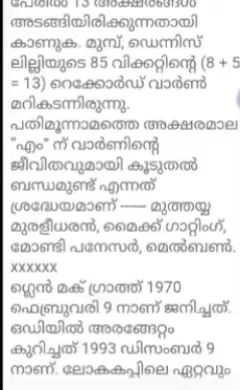 പേരിൽ 13 അക്ഷരങ്ങൾ
അടങ്ങിയിരിക്കുന്നതായി
കാണുക. മുമ്പ്, ഡെന്നിസ്
ലില്ലിയുടെ 85 വിക്കറ്റിന്റെ (8 + 5
= 13) റെക്കോർഡ് വാർൺ
മറികടന്നിരുന്നു.
പതിമൂന്നാമത്തെ അക്ഷരമാല
"എം" ന് വാർണിന്റെ
ജീവിതവുമായി കൂടുതൽ
ബന്ധമുണ്ട് എന്നത്
ശ്രദ്ധേയമാണ് —– മുത്തയ്യ
മുരളീധരൻ, മൈക്ക് ഗാറ്റിംഗ്,
മോണ്ടി പനേസർ, മെൽബൺ.
xxxxxx
ഗ്ലെൻ മക് ഗ്രാത്ത് 1970
ഫെബ്രുവരി 9 നാണ് ജനിച്ചത്.
ഒഡിയിൽ അരങ്ങേറ്റം
കുറിച്ചത് 1993 ഡിസംബർ 9
നാണ്. ലോകകപ്പിലെ ഏറ്റവും